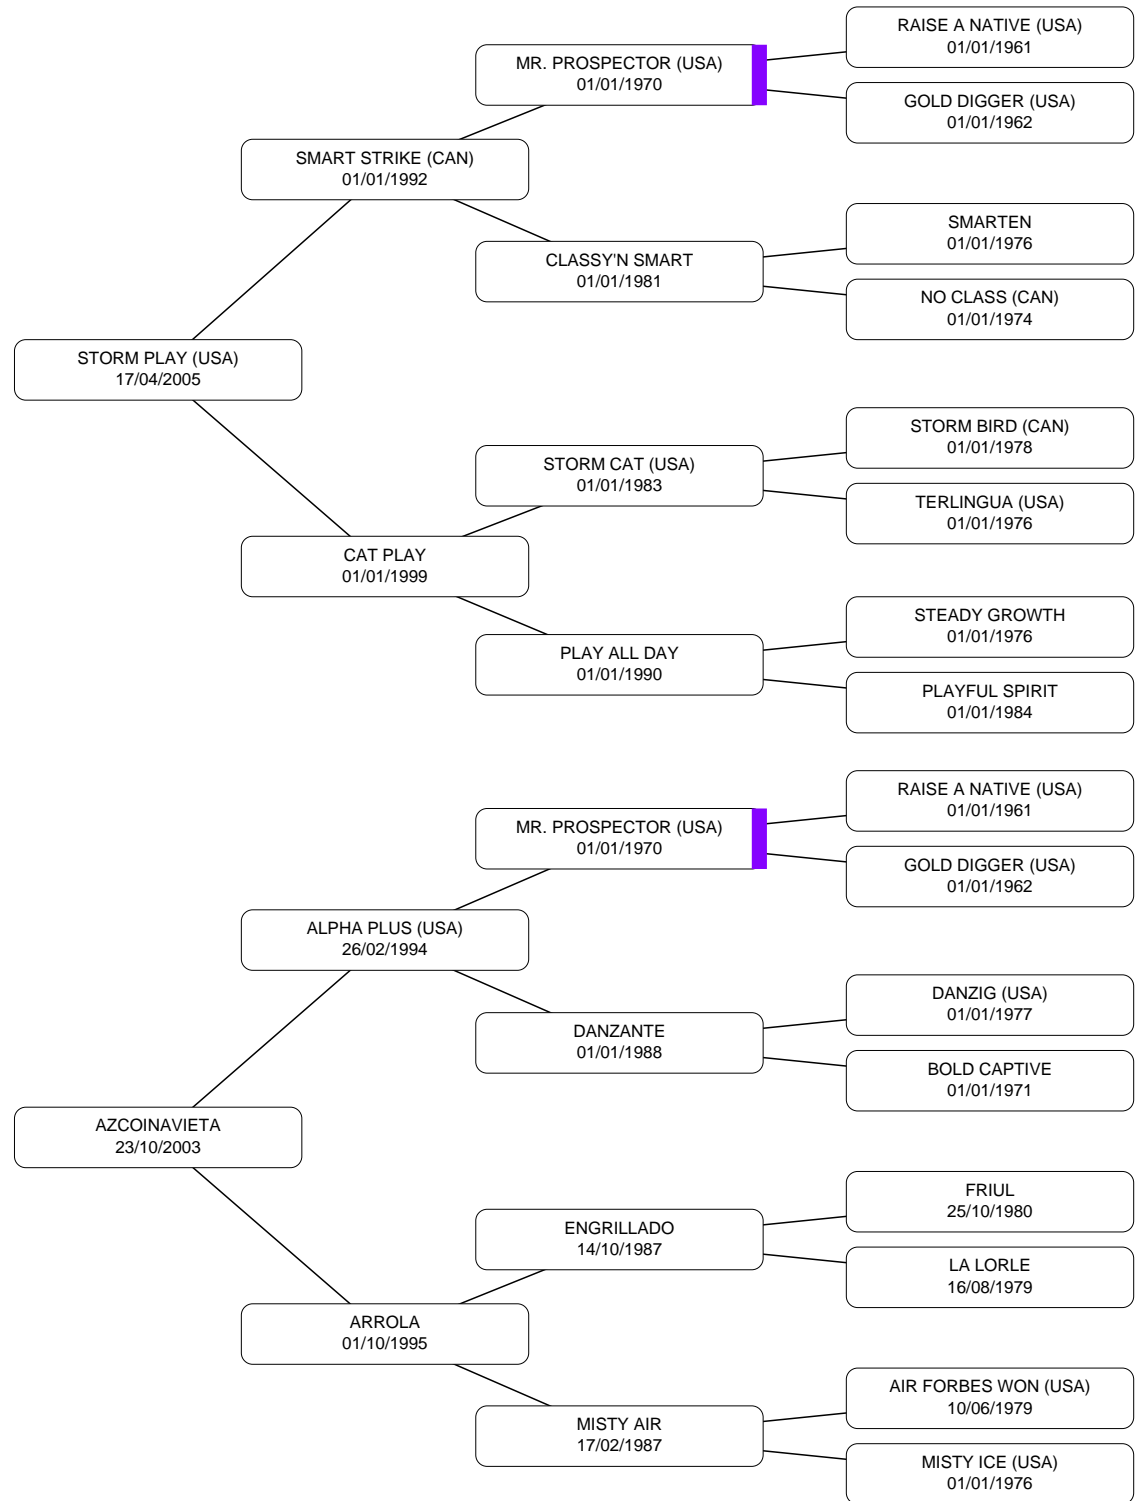 RAISE A NATIVE (USA)
01/01/1961
MR. PROSPECTOR (USA)
01/01/1970
GOLD DIGGER (USA)
01/01/1962
SMART STRIKE (CAN)
01/01/1992
SMARTEN
01/01/1976
CLASSY'N SMART
01/01/1981
NO CLASS (CAN)
01/01/1974
STORM PLAY (USA)
17/04/2005
STORM BIRD (CAN)
01/01/1978
STORM CAT (USA)
01/01/1983
TERLINGUA (USA)
01/01/1976
CAT PLAY
01/01/1999
STEADY GROWTH
01/01/1976
PLAY ALL DAY
01/01/1990
PLAYFUL SPIRIT
01/01/1984
RAISE A NATIVE (USA)
01/01/1961
MR. PROSPECTOR (USA)
01/01/1970
GOLD DIGGER (USA)
01/01/1962
ALPHA PLUS (USA)
26/02/1994
DANZIG (USA)
01/01/1977
DANZANTE
01/01/1988
BOLD CAPTIVE
01/01/1971
AZCOINAVIETA
23/10/2003
FRIUL
25/10/1980
ENGRILLADO
14/10/1987
LA LORLE
16/08/1979
ARROLA
01/10/1995
AIR FORBES WON (USA)
10/06/1979
MISTY AIR
17/02/1987
MISTY ICE (USA)
01/01/1976